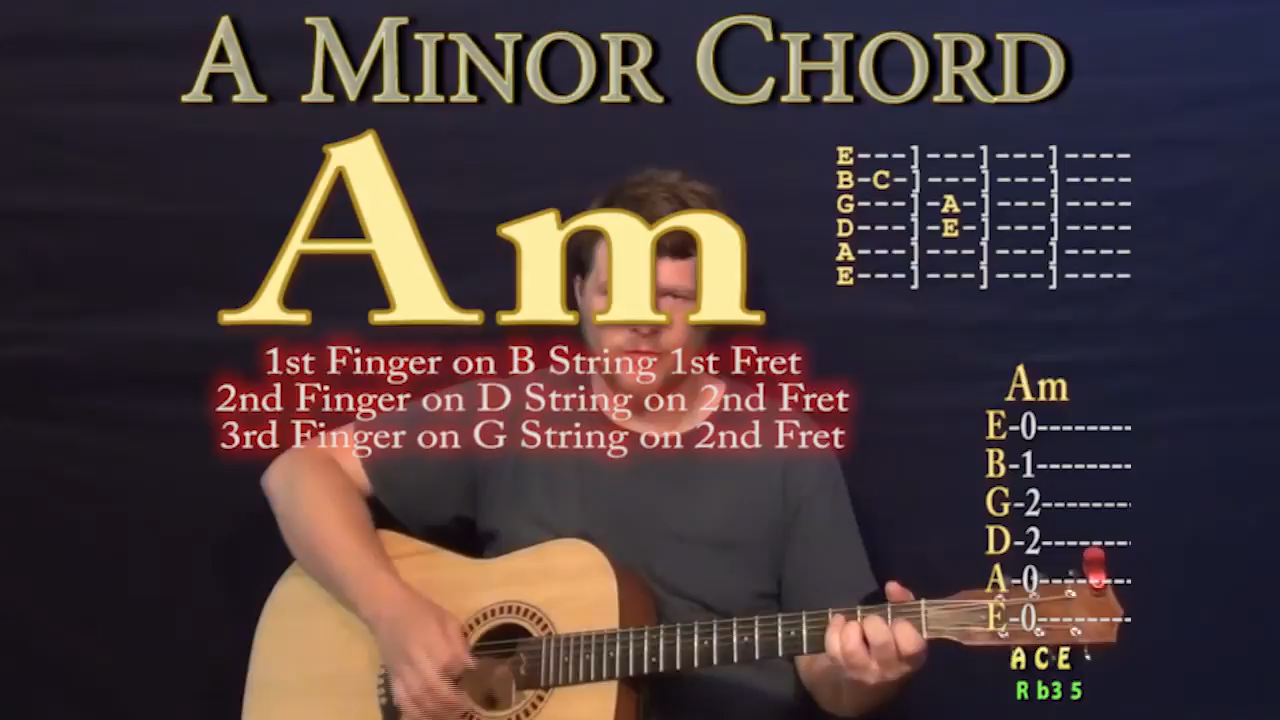 A MINOR CHORD
Am
1st Finger on B String 1st Fret
2nd Finger on D String on 2nd Fret
3rd Finger on G String on 2nd Fret
E---]---]---]----
B-C-]---]---]----
G---]-A-]---]----
D---]-E-]---]----
A---]---]---]----
E---]---]---]----
Am
E-0--------
B-1--------
G-2--------
D-2--------
A-0--------
E-0--------
A C E
R b3 5